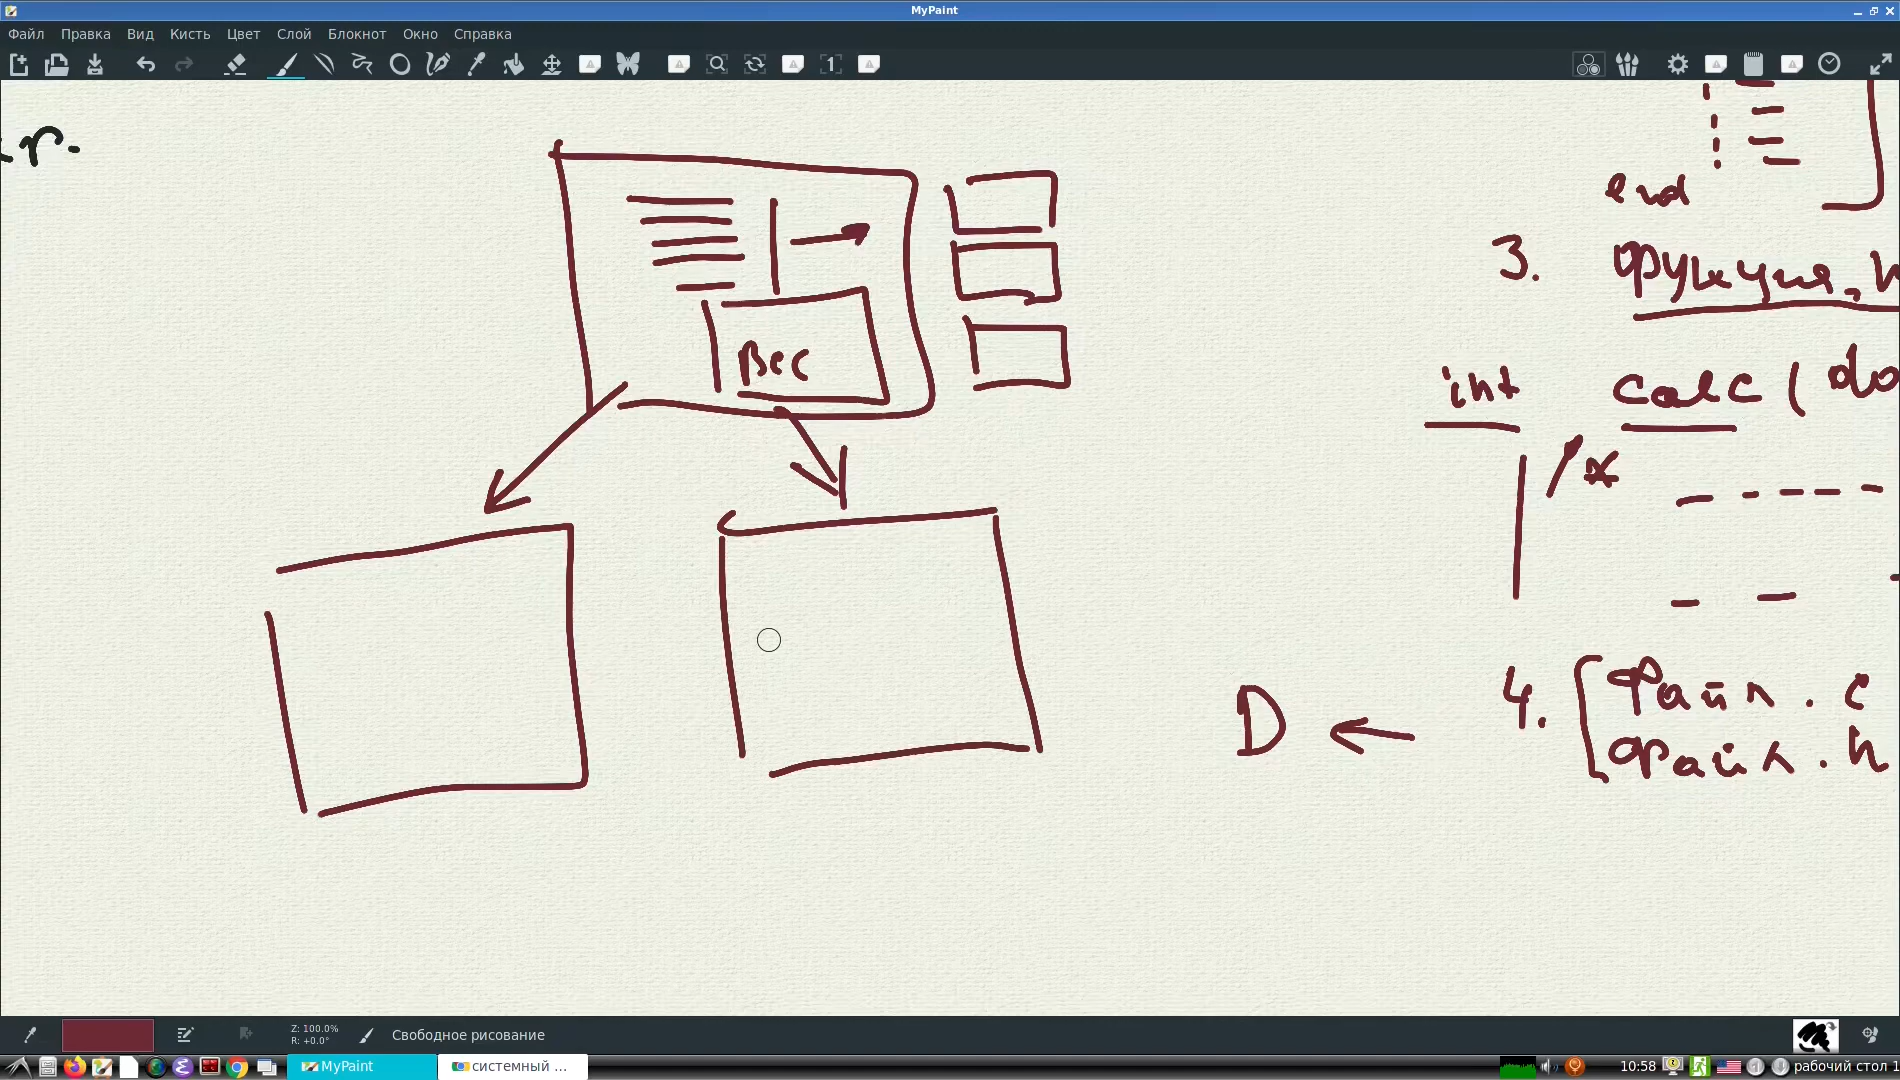 MyPaint
Файл Правка Вид Кисть Цвет Слой Блокнот Окно Справка
г.
end
3. функция.h
int calc ( do
/*
Вес
4. Файл . c
файл . h
D
Z: 100.0%
R: +0.0°
Свободное рисование
MyPaint
системный ...
10:58
рабочий стол 1